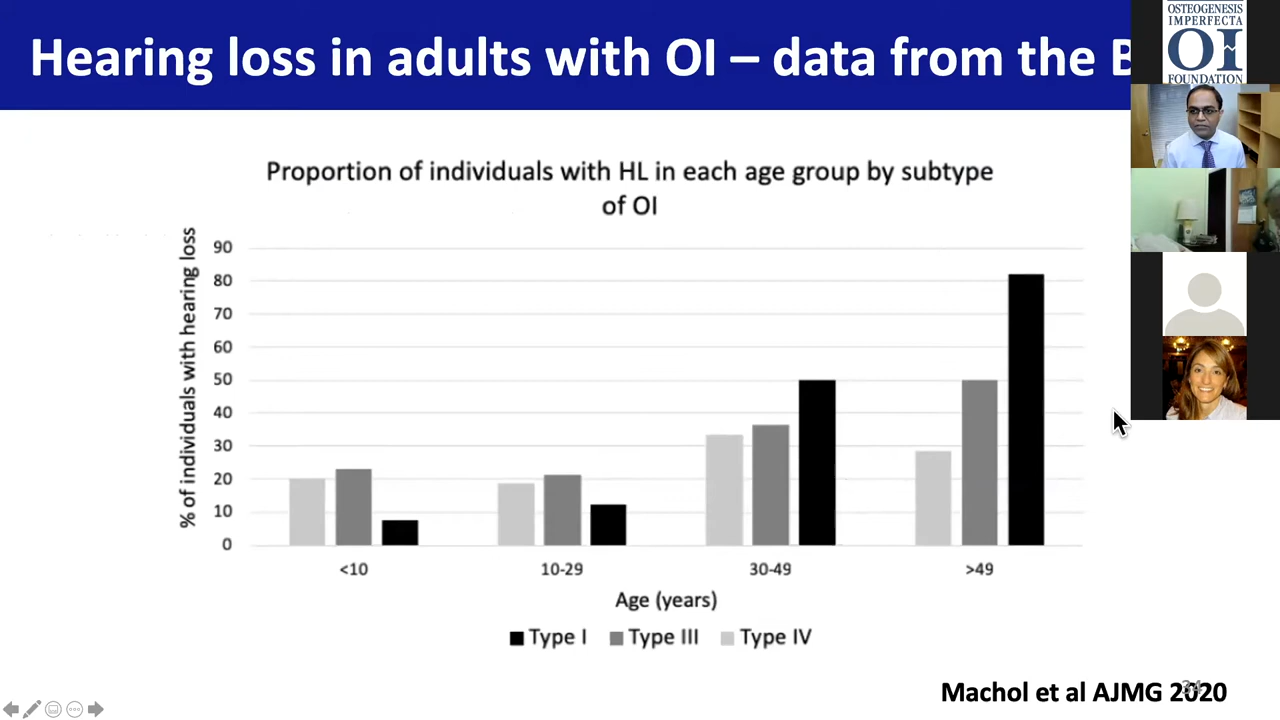 Hearing loss in adults with OI – data from the B
OSTEOGENESIS
IMPERFECTA
OI
FOUNDATION
Proportion of individuals with HL in each age group by subtype
of OI
% of individuals with hearing loss
90
80
70
60
50
40
30
20
10
0
<10 10-29 30-49 >49
Age (years)
Type I Type III Type IV
Machol et al AJMG 2020
34